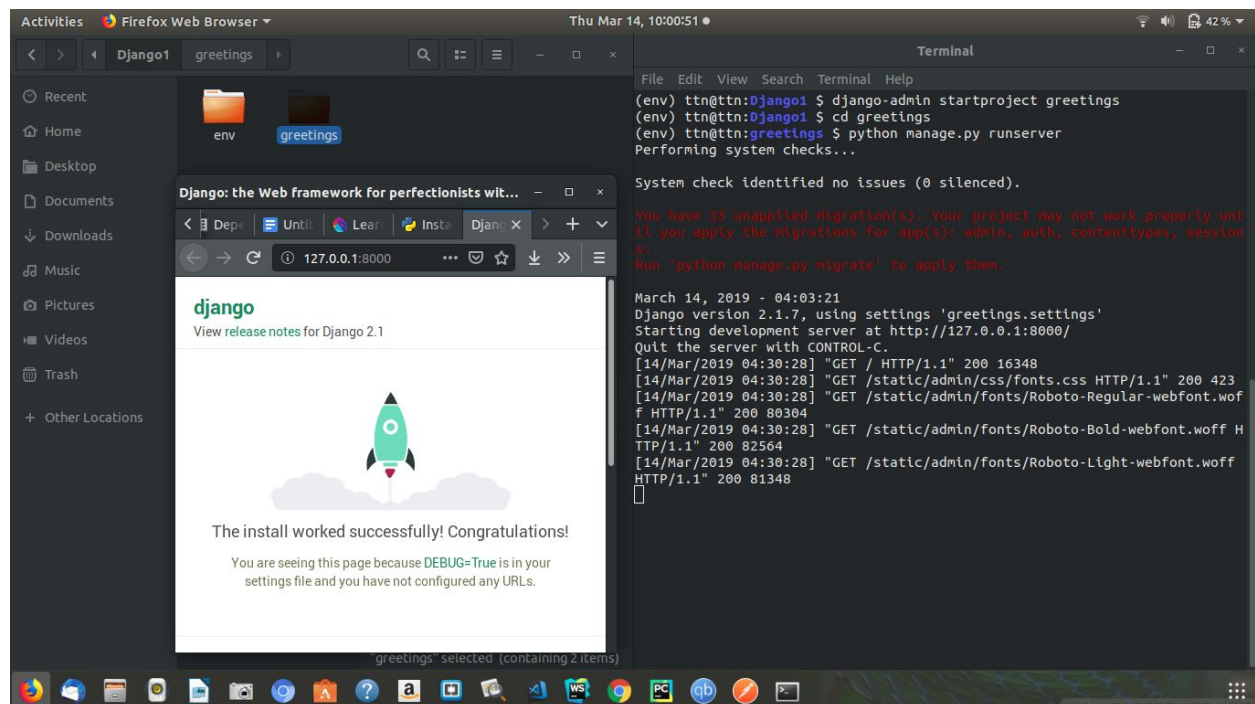 Activities Firefox Web Browser Thu Mar 14, 10:00:51 42 %
Django1 greetings
Recent
Home
Desktop
Documents
Downloads
Music
Pictures
Videos
Trash
+ Other Locations
env greetings
Django: the Web framework for perfectionists wit...
Depe Untit Lear Insta Djang
127.0.0.1:8000
django
View release notes for Django 2.1
The install worked successfully! Congratulations!
You are seeing this page because DEBUG=True is in your
settings file and you have not configured any URLs.
"greetings" selected (containing 2 items)
Terminal
File Edit View Search Terminal Help
(env) ttn@ttn:Django1 $ django-admin startproject greetings
(env) ttn@ttn:Django1 $ cd greetings
(env) ttn@ttn:greetings $ python manage.py runserver
Performing system checks...
System check identified no issues (0 silenced).
You have 15 unapplied migration(s). Your project may not work properly unt
il you apply the migrations for app(s): admin, auth, contenttypes, session
s.
Run 'python manage.py migrate' to apply them.
March 14, 2019 - 04:03:21
Django version 2.1.7, using settings 'greetings.settings'
Starting development server at http://127.0.0.1:8000/
Quit the server with CONTROL-C.
[14/Mar/2019 04:30:28] "GET / HTTP/1.1" 200 16348
[14/Mar/2019 04:30:28] "GET /static/admin/css/fonts.css HTTP/1.1" 200 423
[14/Mar/2019 04:30:28] "GET /static/admin/fonts/Roboto-Regular-webfont.wof
f HTTP/1.1" 200 80304
[14/Mar/2019 04:30:28] "GET /static/admin/fonts/Roboto-Bold-webfont.woff H
TTP/1.1" 200 82564
[14/Mar/2019 04:30:28] "GET /static/admin/fonts/Roboto-Light-webfont.woff
HTTP/1.1" 200 81348
A ? a WS PC qb